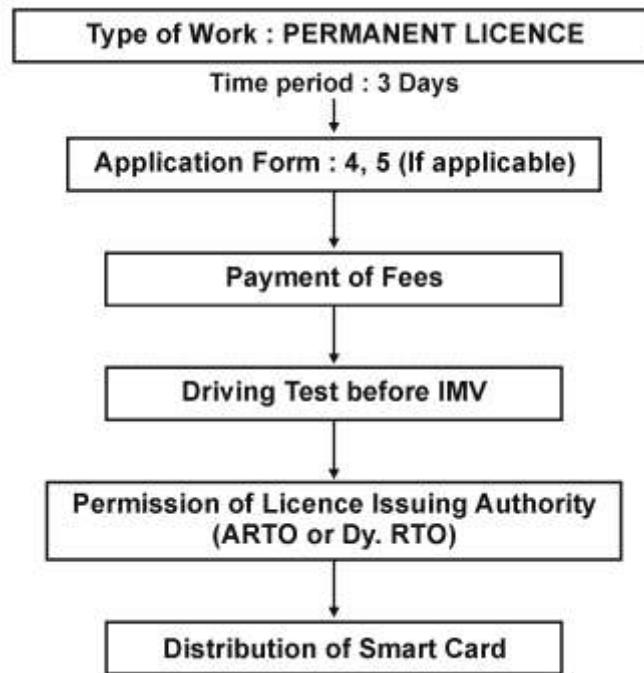 Type of Work : PERMANENT LICENCE
Time period : 3 Days
Application Form : 4, 5 (If applicable)
Payment of Fees
Driving Test before IMV
Permission of Licence Issuing Authority
(ARTO or Dy. RTO)
Distribution of Smart Card